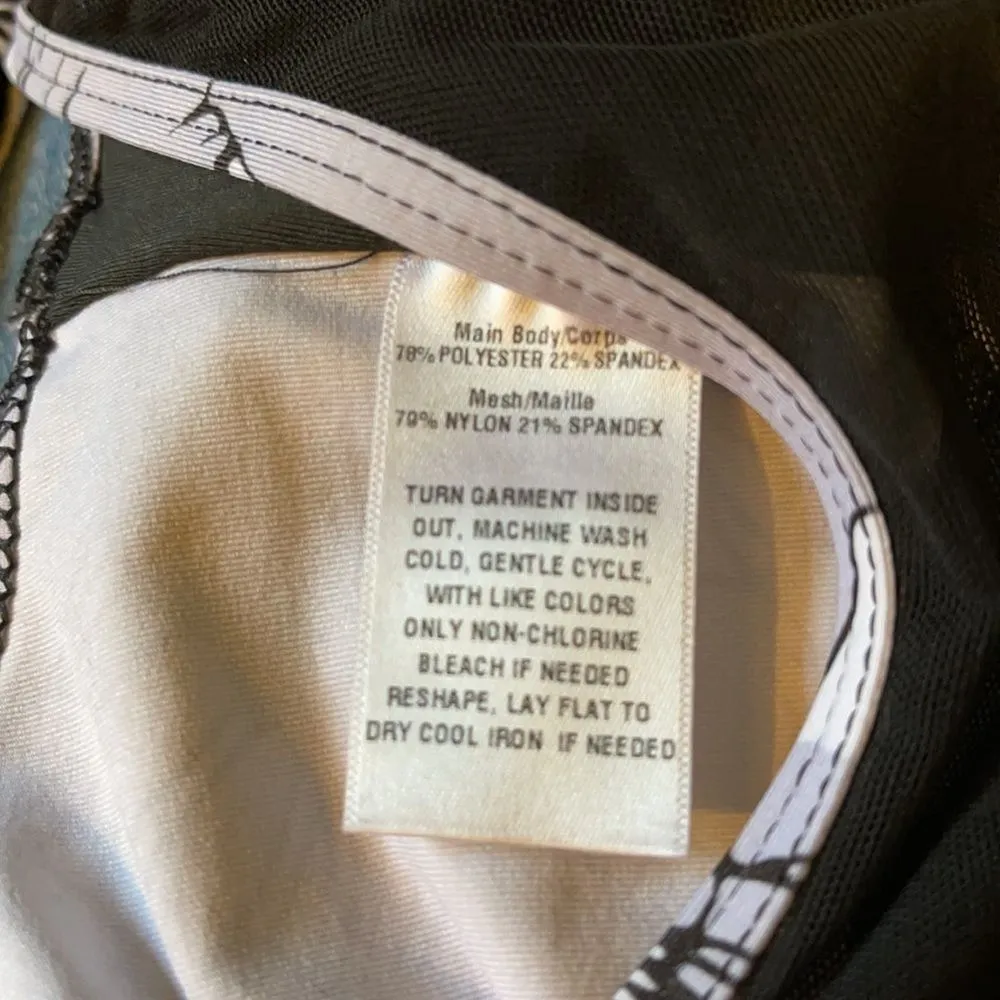 Main Body/Corps
78% POLYESTER 22% SPANDEX
Mesh/Maille
79% NYLON 21% SPANDEX
TURN GARMENT INSIDE
OUT, MACHINE WASH
COLD, GENTLE CYCLE,
WITH LIKE COLORS
ONLY NON-CHLORINE
BLEACH IF NEEDED
RESHAPE, LAY FLAT TO
DRY COOL IRON IF NEEDED